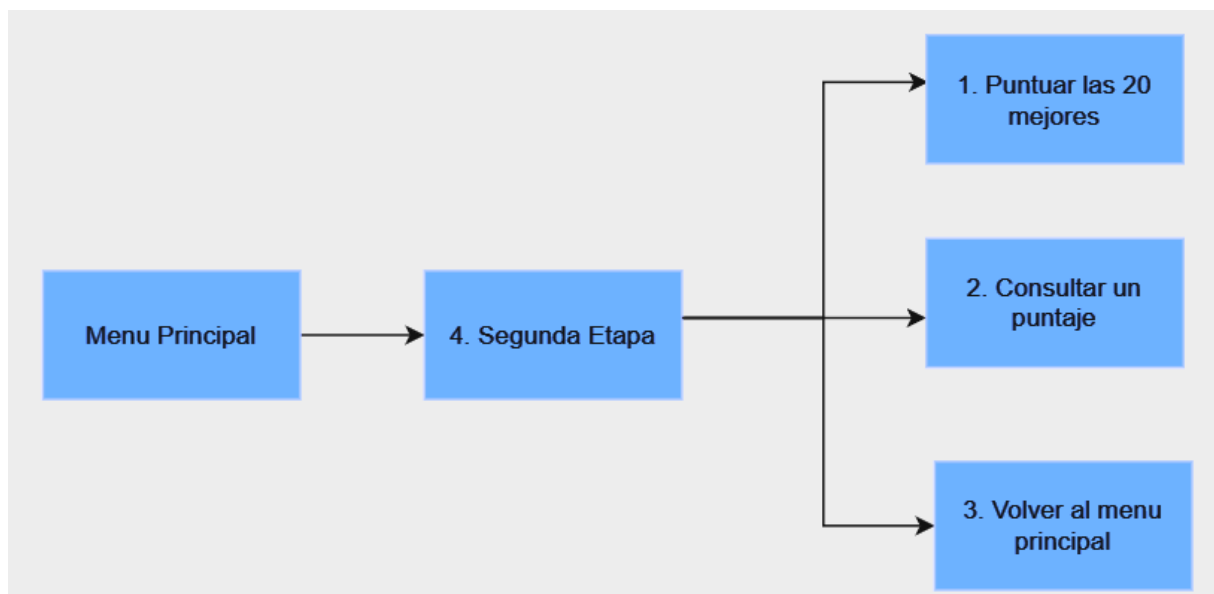 Menu Principal
4. Segunda Etapa
1. Puntuar las 20
mejores
2. Consultar un
puntaje
3. Volver al menu
principal